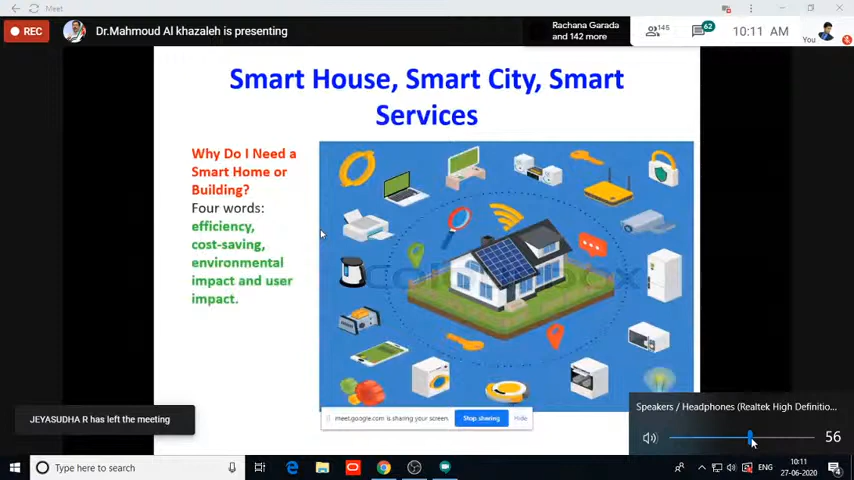 Meet
REC
Dr.Mahmoud Al khazaleh is presenting
Rachana Garada
and 142 more
145
62
10:11 AM
You
Smart House, Smart City, Smart
Services
Why Do I Need a
Smart Home or
Building?
Four words:
efficiency,
cost-saving,
environmental
impact and user
impact.
JEYASUDHA R has left the meeting
meet.google.com is sharing your screen.
Stop sharing
Hide
Speakers / Headphones (Realtek High Definitio...
56
Type here to search
ENG
10:11
27-06-2020
4